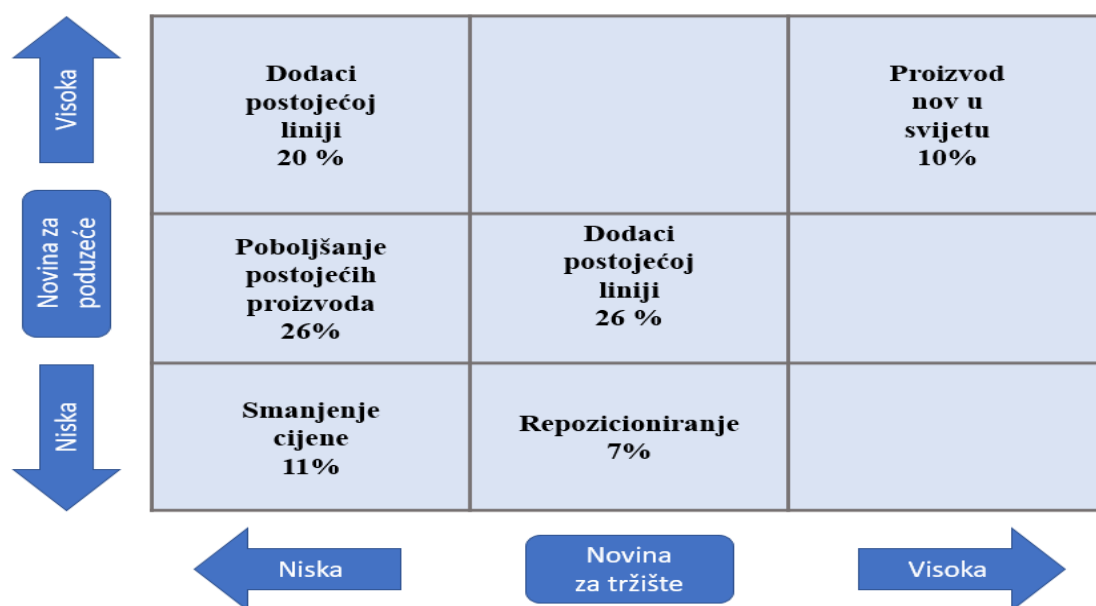 Visoka
Novina za
poduzeće
Niska
Dodaci
postojećoj
liniji
20 %
Proizvod
nov u
svijetu
10%
Poboljšanje
postojećih
proizvoda
26%
Dodaci
postojećoj
liniji
26 %
Smanjenje
cijene
11%
Repozicioniranje
7%
Niska
Novina
za tržište
Visoka